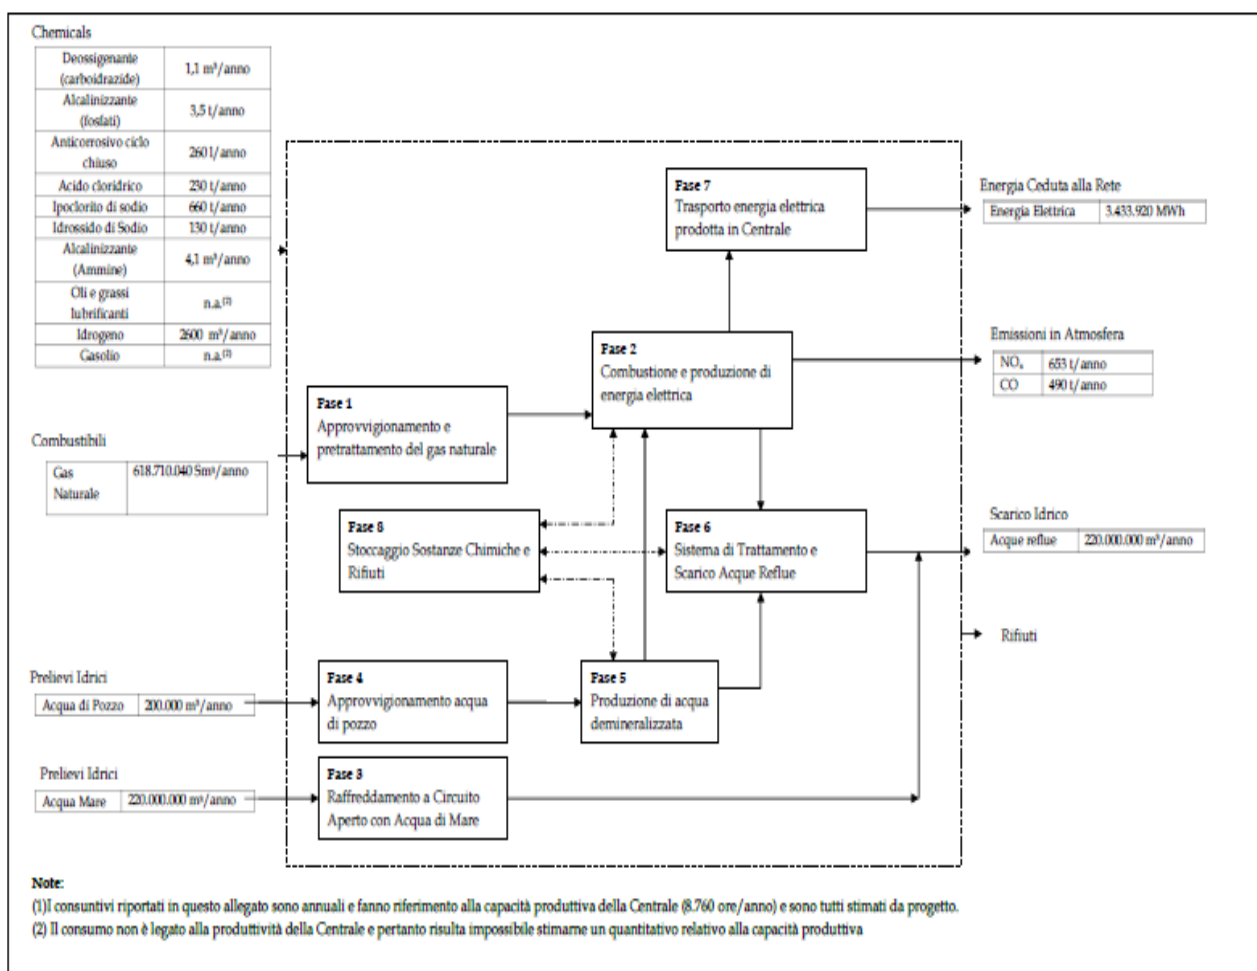 Chemicals
Deossigenante
(carboidrazide)
1,1 m³/anno
Alcalinizzante
(fosfati)
3,5 t/anno
Anticorrosivo ciclo
chiuso
260 l/anno
Acido cloridrico
230 t/anno
Ipoclorito di sodio
660 t/anno
Idrossido di Sodio
130 t/anno
Alcalinizzante
(Ammine)
4,1 m³/anno
Oli e grassi
lubrificanti
n.a.(2)
Idrogeno
2600 m³/anno
Gasolio
n.a.(2)
Combustibili
Gas
Naturale
618.710.040 Sm³/anno
Prelievi Idrici
Acqua di Pozzo
200.000 m³/anno
Prelievi Idrici
Acqua Mare
220.000.000 m³/anno
Fase 7
Trasporto energia elettrica
prodotta in Centrale
Fase 2
Combustione e produzione di
energia elettrica
Fase 1
Approvvigionamento e
pretrattamento del gas naturale
Fase 8
Stoccaggio Sostanze Chimiche e
Rifiuti
Fase 6
Sistema di Trattamento e
Scarico Acque Reflue
Fase 4
Approvvigionamento acqua
di pozzo
Fase 5
Produzione di acqua
demineralizzata
Fase 3
Raffreddamento a Circuito
Aperto con Acqua di Mare
Energia Ceduta alla Rete
Energia Elettrica
3.433.920 MWh
Emissioni in Atmosfera
NOx
653 t/anno
CO
490 t/anno
Scarico Idrico
Acque reflue
220.000.000 m³/anno
Rifiuti
Note:
(1)I consuntivi riportati in questo allegato sono annuali e fanno riferimento alla capacità produttiva della Centrale (8.760 ore/anno) e sono tutti stimati da progetto.
(2) Il consumo non è legato alla produttività della Centrale e pertanto risulta impossibile stimarne un quantitativo relativo alla capacità produttiva